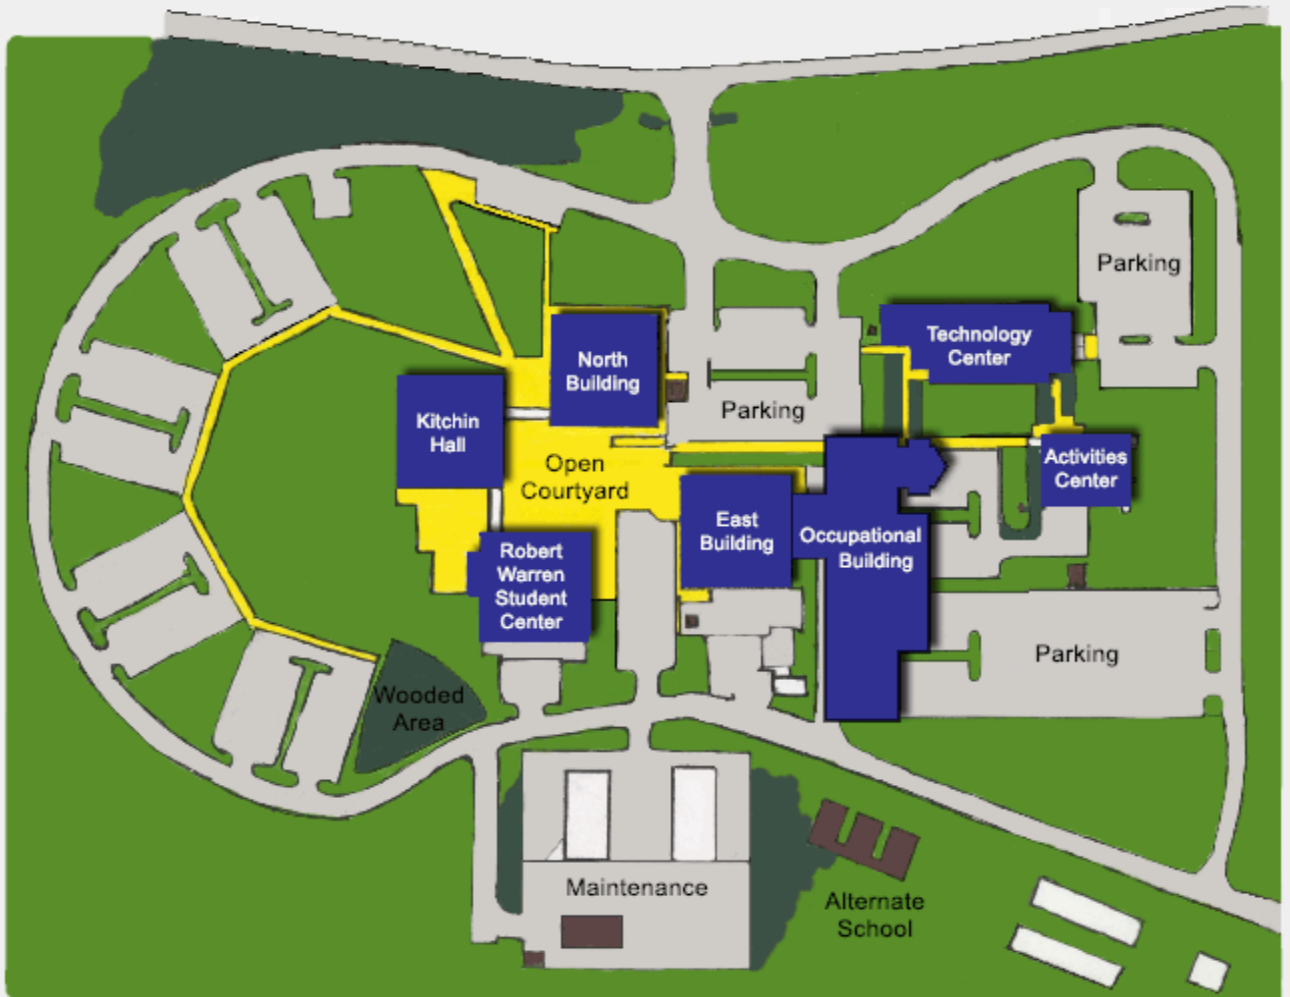 Parking
Technology
Center
North
Building
Parking
Kitchin
Hall
Open
Courtyard
Activities
Center
East
Building
Occupational
Building
Robert
Warren
Student
Center
Parking
Wooded
Area
Maintenance
Alternate
School